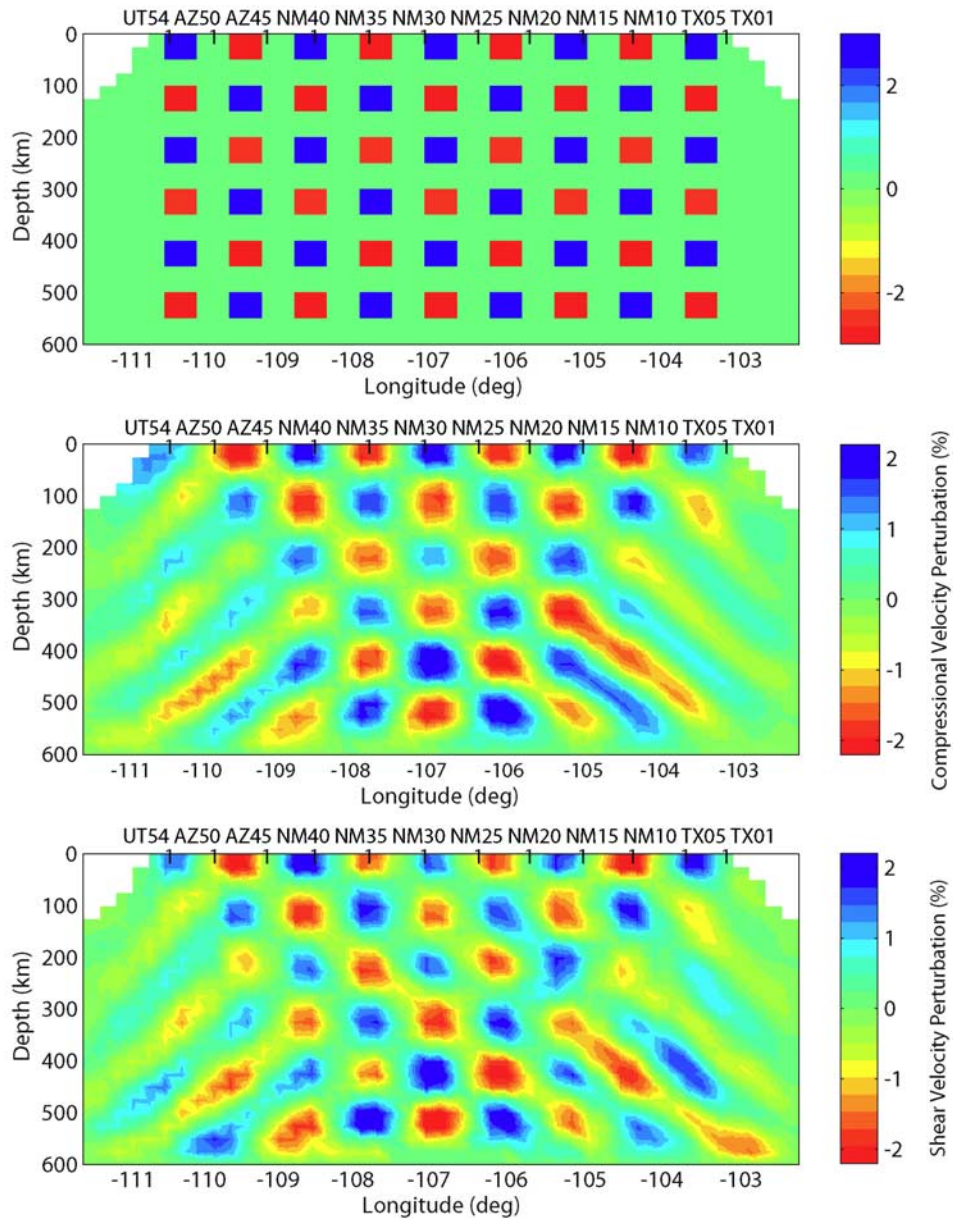 UT54 AZ50 AZ45 NM40 NM35 NM30 NM25 NM20 NM15 NM10 TX05 TX01
0
100
200
300
400
500
600
Depth (km)
-111 -110 -109 -108 -107 -106 -105 -104 -103
Longitude (deg)
2
0
-2
UT54 AZ50 AZ45 NM40 NM35 NM30 NM25 NM20 NM15 NM10 TX05 TX01
0
100
200
300
400
500
600
Depth (km)
-111 -110 -109 -108 -107 -106 -105 -104 -103
Longitude (deg)
2
1
0
-1
-2
Compressional Velocity Perturbation (%)
UT54 AZ50 AZ45 NM40 NM35 NM30 NM25 NM20 NM15 NM10 TX05 TX01
0
100
200
300
400
500
600
Depth (km)
-111 -110 -109 -108 -107 -106 -105 -104 -103
Longitude (deg)
2
1
0
-1
-2
Shear Velocity Perturbation (%)